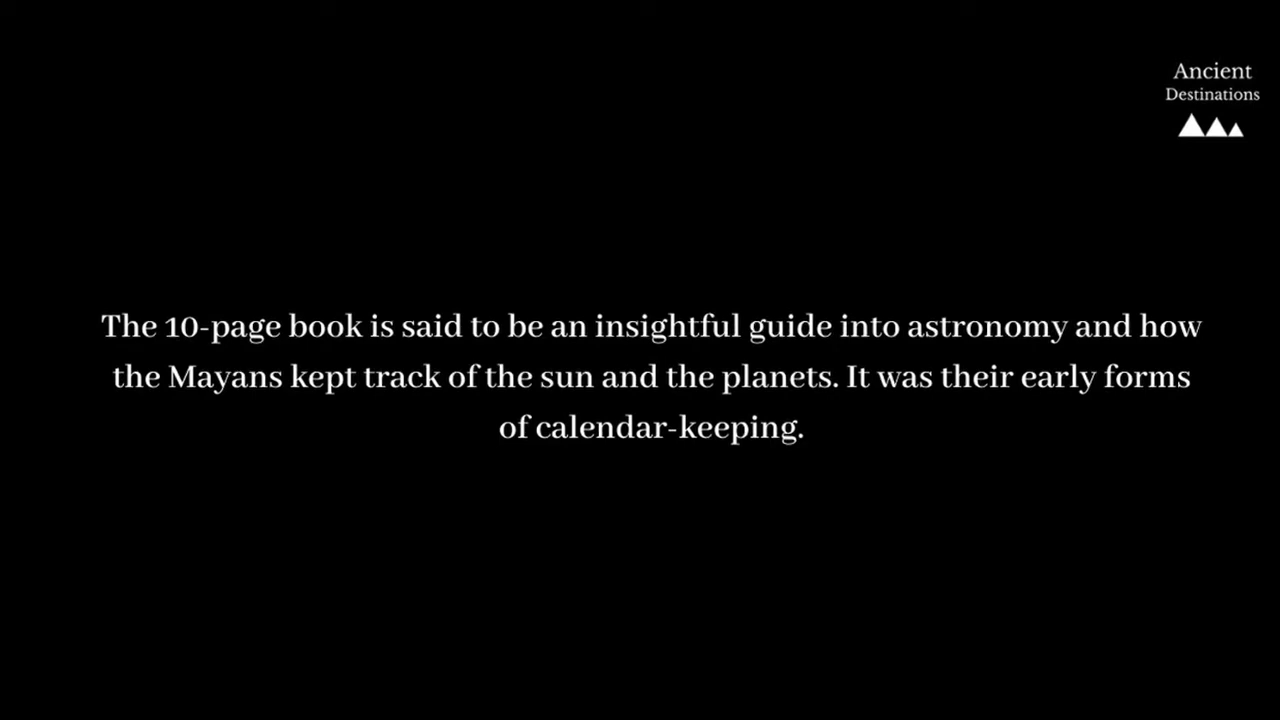 Ancient
Destinations
The 10-page book is said to be an insightful guide into astronomy and how
the Mayans kept track of the sun and the planets. It was their early forms
of calendar-keeping.